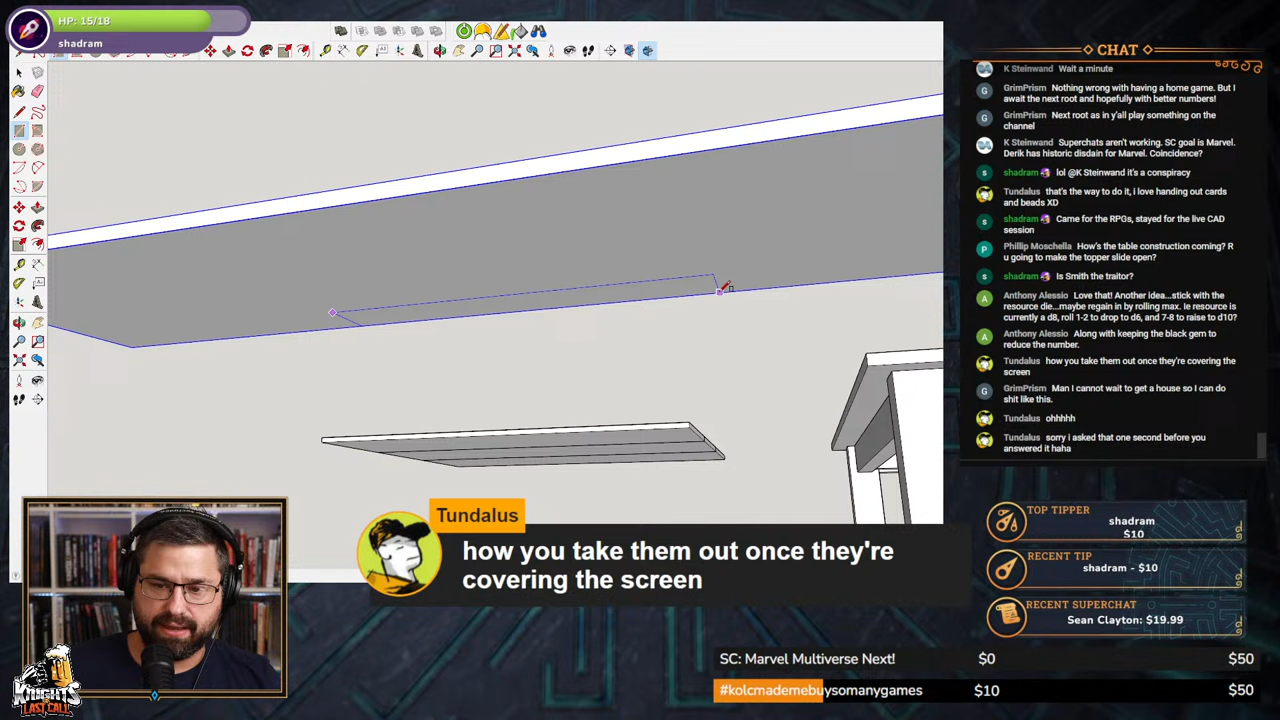 HP: 15/18
shadram
CHAT
K Steinwand Wait a minute
GrimPrism Nothing wrong with having a home game. But I
await the next root and hopefully with better numbers!
GrimPrism Next root as in y'all play something on the
channel
K Steinwand Superchats aren't working. SC goal is Marvel.
Derik has historic disdain for Marvel. Coincidence?
shadram lol @K Steinwand it's a conspiracy
Tundalus that's the way to do it, i love handing out cards
and beads XD
shadram Came for the RPGs, stayed for the live CAD
session
Phillip Moschella How's the table construction coming? R
u going to make the topper slide open?
shadram Is Smith the traitor?
Anthony Alessio Love that! Another idea...stick with the
resource die...maybe regain in by rolling max. Ie resource is
currently a d8, roll 1-2 to drop to d6, and 7-8 to raise to d10?
Anthony Alessio Along with keeping the black gem to
reduce the number.
Tundalus how you take them out once they're covering the
screen
GrimPrism Man I cannot wait to get a house so I can do
shit like this.
Tundalus ohhhhh
Tundalus sorry i asked that one second before you
answered it haha
Tundalus
how you take them out once they're
covering the screen
TOP TIPPER
shadram
$10
RECENT TIP
shadram - $10
RECENT SUPERCHAT
Sean Clayton: $19.99
SC: Marvel Multiverse Next! $0 $50
#kolcmademebuysomanygames $10 $50
KNIGHTS
OF
LAST CALL